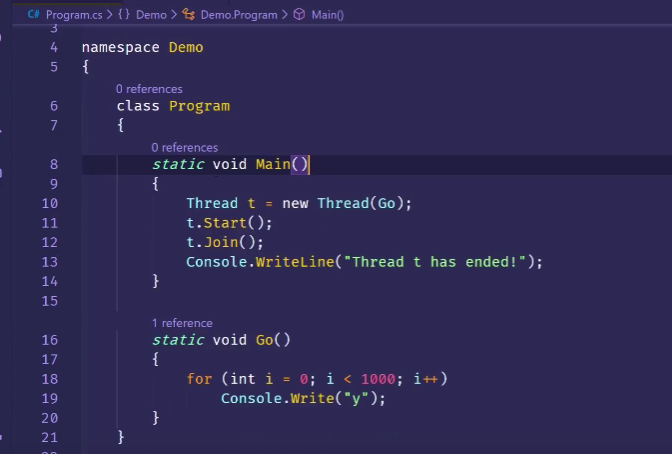 C# Program.cs > {} Demo > Demo.Program > Main()
3
4 namespace Demo
5 {
0 references
6 class Program
7 {
0 references
8 static void Main()
9 {
10 Thread t = new Thread(Go);
11 t.Start();
12 t.Join();
13 Console.WriteLine("Thread t has ended!");
14 }
15
1 reference
16 static void Go()
17 {
18 for (int i = 0; i < 1000; i++)
19 Console.Write("y");
20 }
21 }